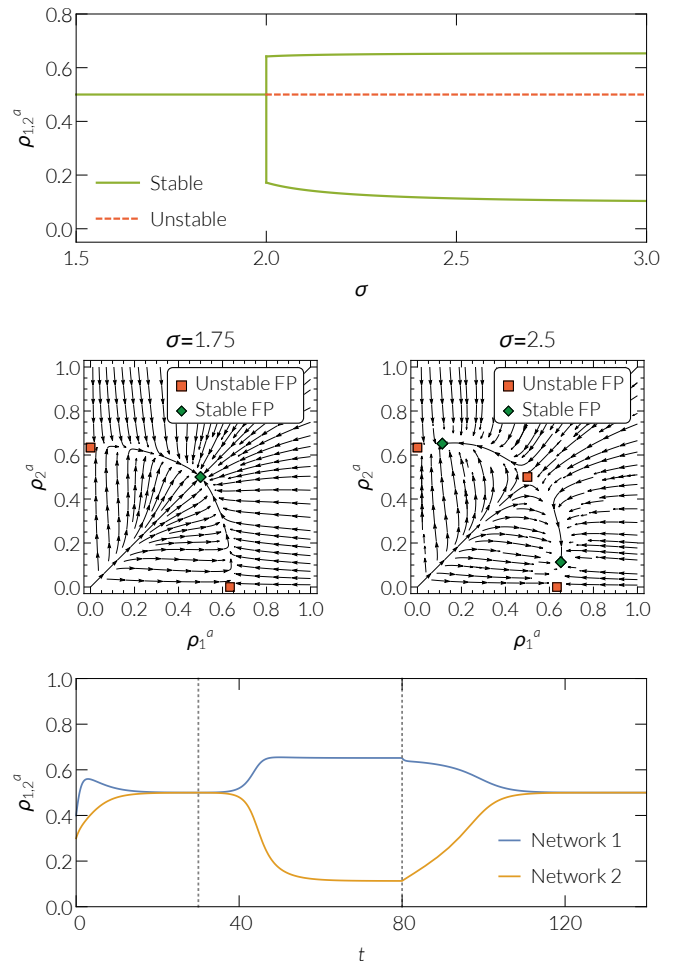 0.8
0.6
0.4
0.2
0.0
ρ1,2a
Stable
Unstable
1.5 2.0 2.5 3.0
σ
σ=1.75
1.0
0.8
0.6
0.4
0.2
0.0
ρ2a
Unstable FP
Stable FP
0.0 0.2 0.4 0.6 0.8 1.0
ρ1a
σ=2.5
1.0
0.8
0.6
0.4
0.2
0.0
ρ2a
Unstable FP
Stable FP
0.0 0.2 0.4 0.6 0.8 1.0
ρ1a
1.0
0.8
0.6
0.4
0.2
0.0
ρ1,2a
Network 1
Network 2
0 40 80 120
t